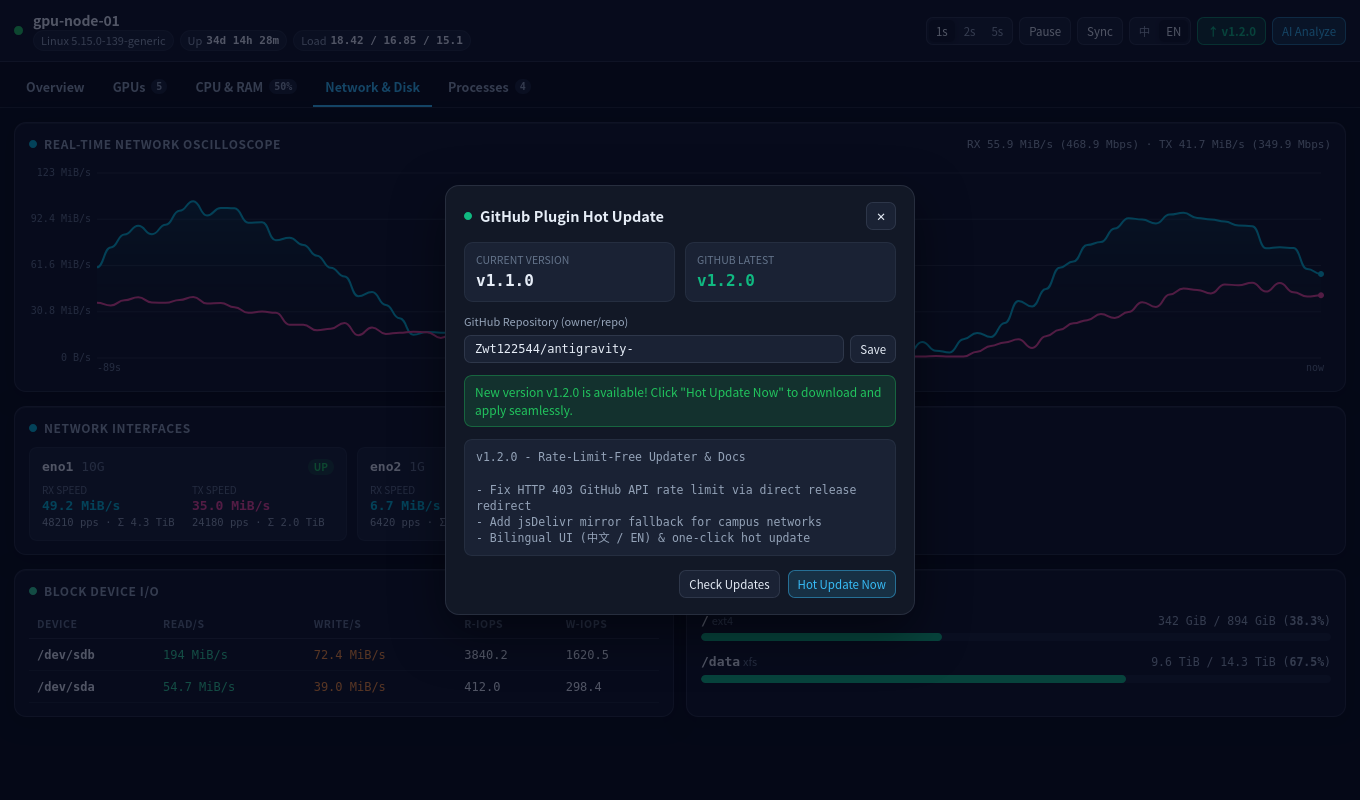 gpu-node-01
Linux 5.15.0-139-generic
Up 34d 14h 28m
Load 18.42 / 16.85 / 15.1
1s 2s 5s
Pause
Sync
中 EN
↑ v1.2.0
AI Analyze
Overview
GPUs 5
CPU & RAM 50%
Network & Disk
Processes 4
REAL-TIME NETWORK OSCILLOSCOPE
RX 55.9 MiB/s (468.9 Mbps) · TX 41.7 MiB/s (349.9 Mbps)
123 MiB/s
92.4 MiB/s
61.6 MiB/s
30.8 MiB/s
0 B/s
-89s
now
GitHub Plugin Hot Update
×
CURRENT VERSION
v1.1.0
GITHUB LATEST
v1.2.0
GitHub Repository (owner/repo)
Zwt122544/antigravity-
Save
New version v1.2.0 is available! Click "Hot Update Now" to download and
apply seamlessly.
v1.2.0 - Rate-Limit-Free Updater & Docs
- Fix HTTP 403 GitHub API rate limit via direct release
redirect
- Add jsDelivr mirror fallback for campus networks
- Bilingual UI (中文 / EN) & one-click hot update
Check Updates
Hot Update Now
NETWORK INTERFACES
eno1 10G
UP
RX SPEED
49.2 MiB/s
48210 pps · Σ 4.3 TiB
TX SPEED
35.0 MiB/s
24180 pps · Σ 2.0 TiB
eno2 1G
RX SPEED
6.7 MiB/s
6420 pps · Σ
BLOCK DEVICE I/O
DEVICE READ/S WRITE/S R-IOPS W-IOPS
/dev/sdb 194 MiB/s 72.4 MiB/s 3840.2 1620.5
/dev/sda 54.7 MiB/s 39.0 MiB/s 412.0 298.4
/ ext4
342 GiB / 894 GiB (38.3%)
/data xfs
9.6 TiB / 14.3 TiB (67.5%)